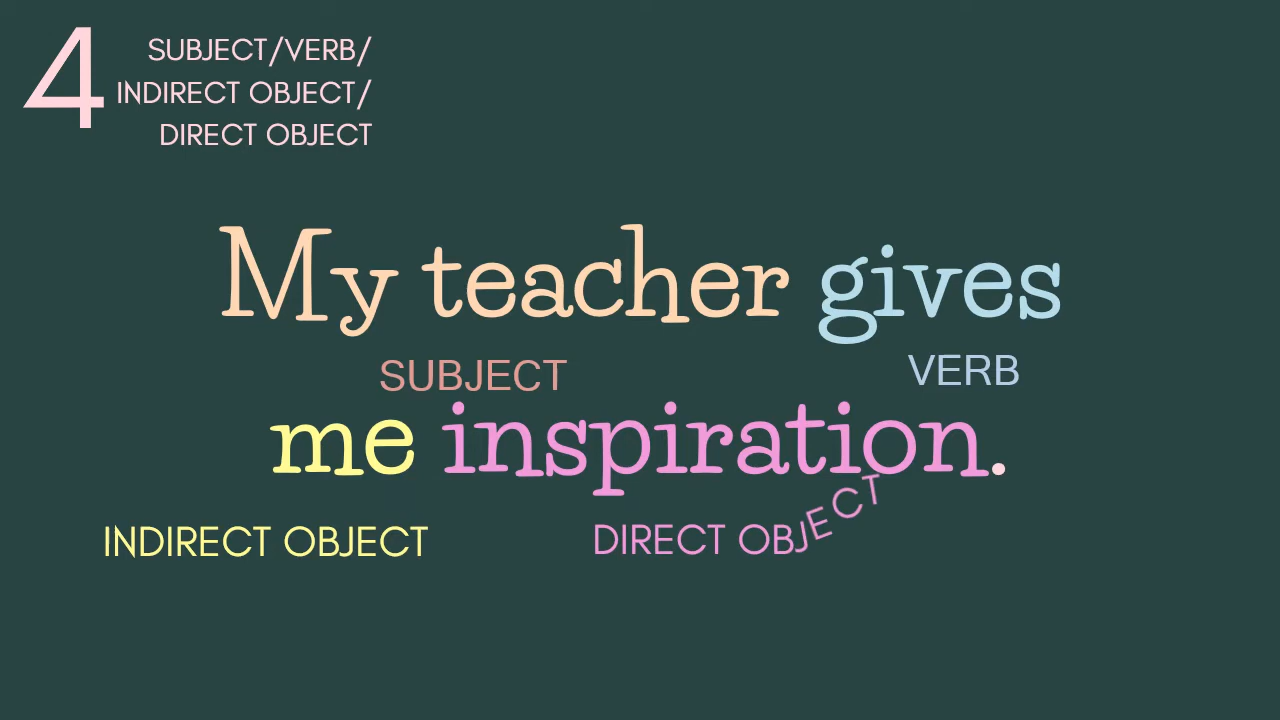 4
SUBJECT/VERB/
INDIRECT OBJECT/
DIRECT OBJECT
My teacher gives
SUBJECT VERB
me inspiration.
INDIRECT OBJECT DIRECT OBJECT